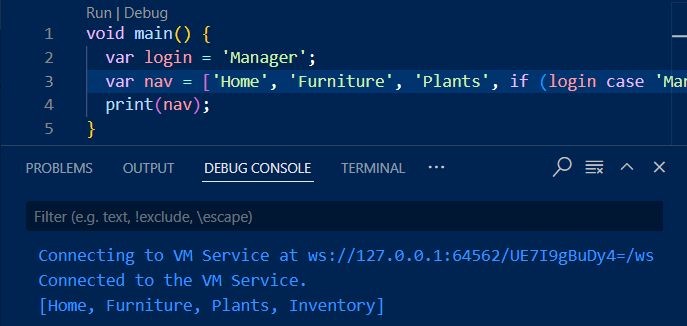 Run | Debug
1 void main() {
2 var login = 'Manager';
3 var nav = ['Home', 'Furniture', 'Plants', if (login case 'Man
4 print(nav);
5 }
PROBLEMS OUTPUT DEBUG CONSOLE TERMINAL ···
Filter (e.g. text, !exclude, \escape)
Connecting to VM Service at ws://127.0.0.1:64562/UE7I9gBuDy4=/ws
Connected to the VM Service.
[Home, Furniture, Plants, Inventory]